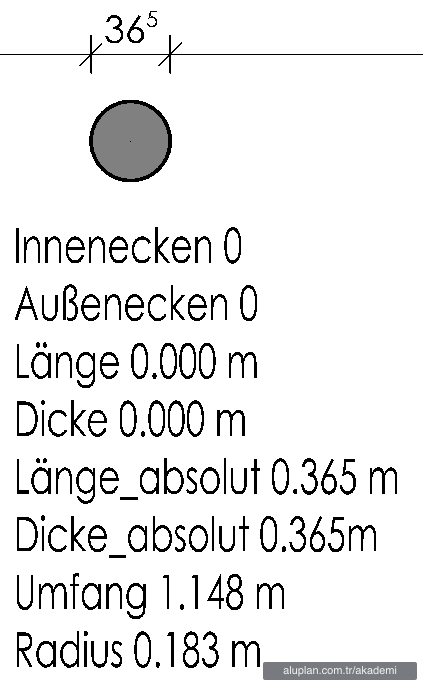 36⁵
Innenecken 0
Außenecken 0
Länge 0.000 m
Dicke 0.000 m
Länge_absolut 0.365 m
Dicke_absolut 0.365m
Umfang 1.148 m
Radius 0.183 m
aluplan.com.tr/akademi